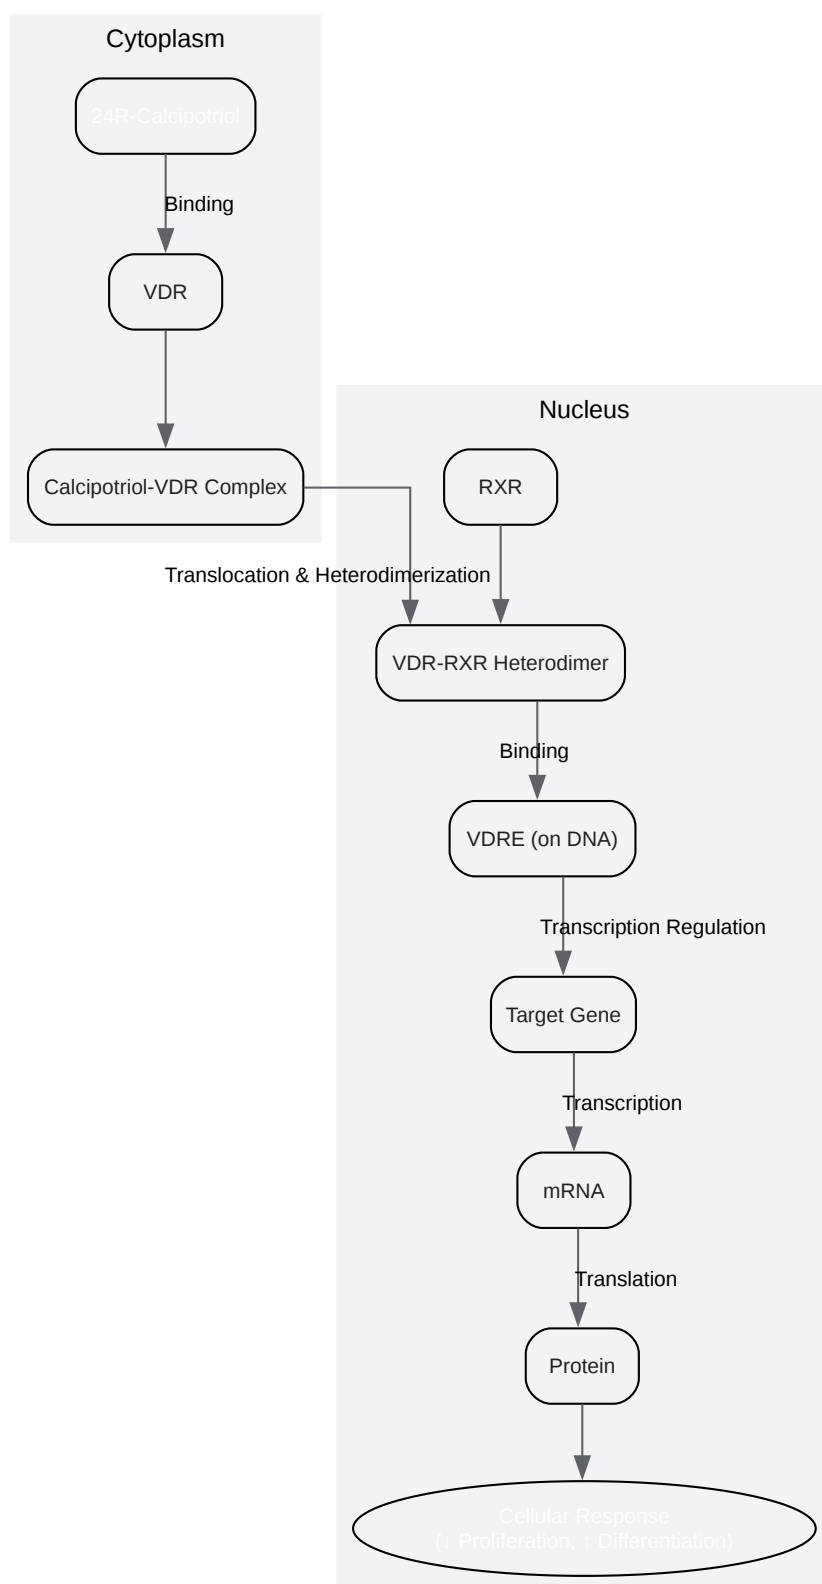 Cytoplasm
24R-Calcipotriol
Binding
VDR
Calcipotriol-VDR Complex
Nucleus
RXR
Translocation & Heterodimerization
VDR-RXR Heterodimer
Binding
VDRE (on DNA)
Transcription Regulation
Target Gene
Transcription
mRNA
Translation
Protein
Cellular Response
(↓ Proliferation, ↑ Differentiation)